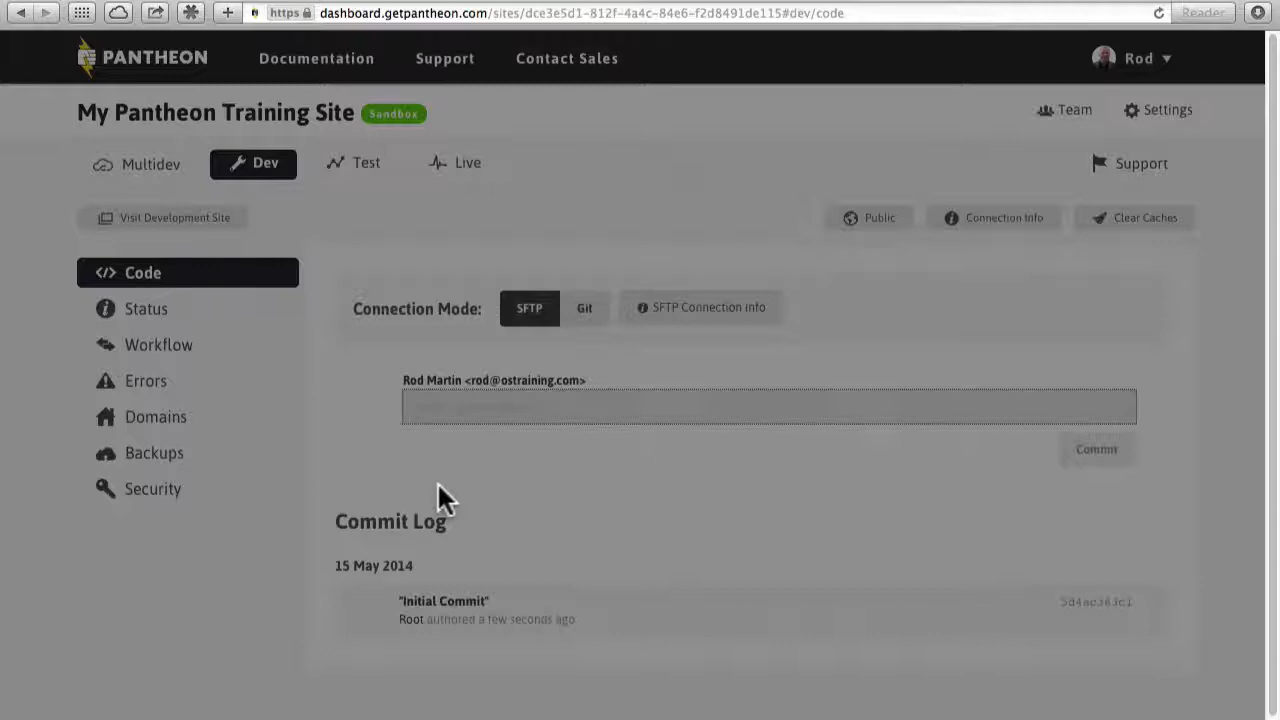 https dashboard.getpantheon.com/sites/dce3e5d1-812f-4a4c-84e6-f2d8491de115#dev/code Reader
PANTHEON Documentation Support Contact Sales Rod
My Pantheon Training Site Sandbox Team Settings
Multidev Dev Test Live Support
Visit Development Site Public Connection Info Clear Caches
Code
Status
Workflow
Errors
Domains
Backups
Security
Connection Mode: SFTP Git SFTP Connection info
Rod Martin <rod@ostraining.com>
Commit
Commit Log
15 May 2014
"Initial Commit"
Root authored a few seconds ago